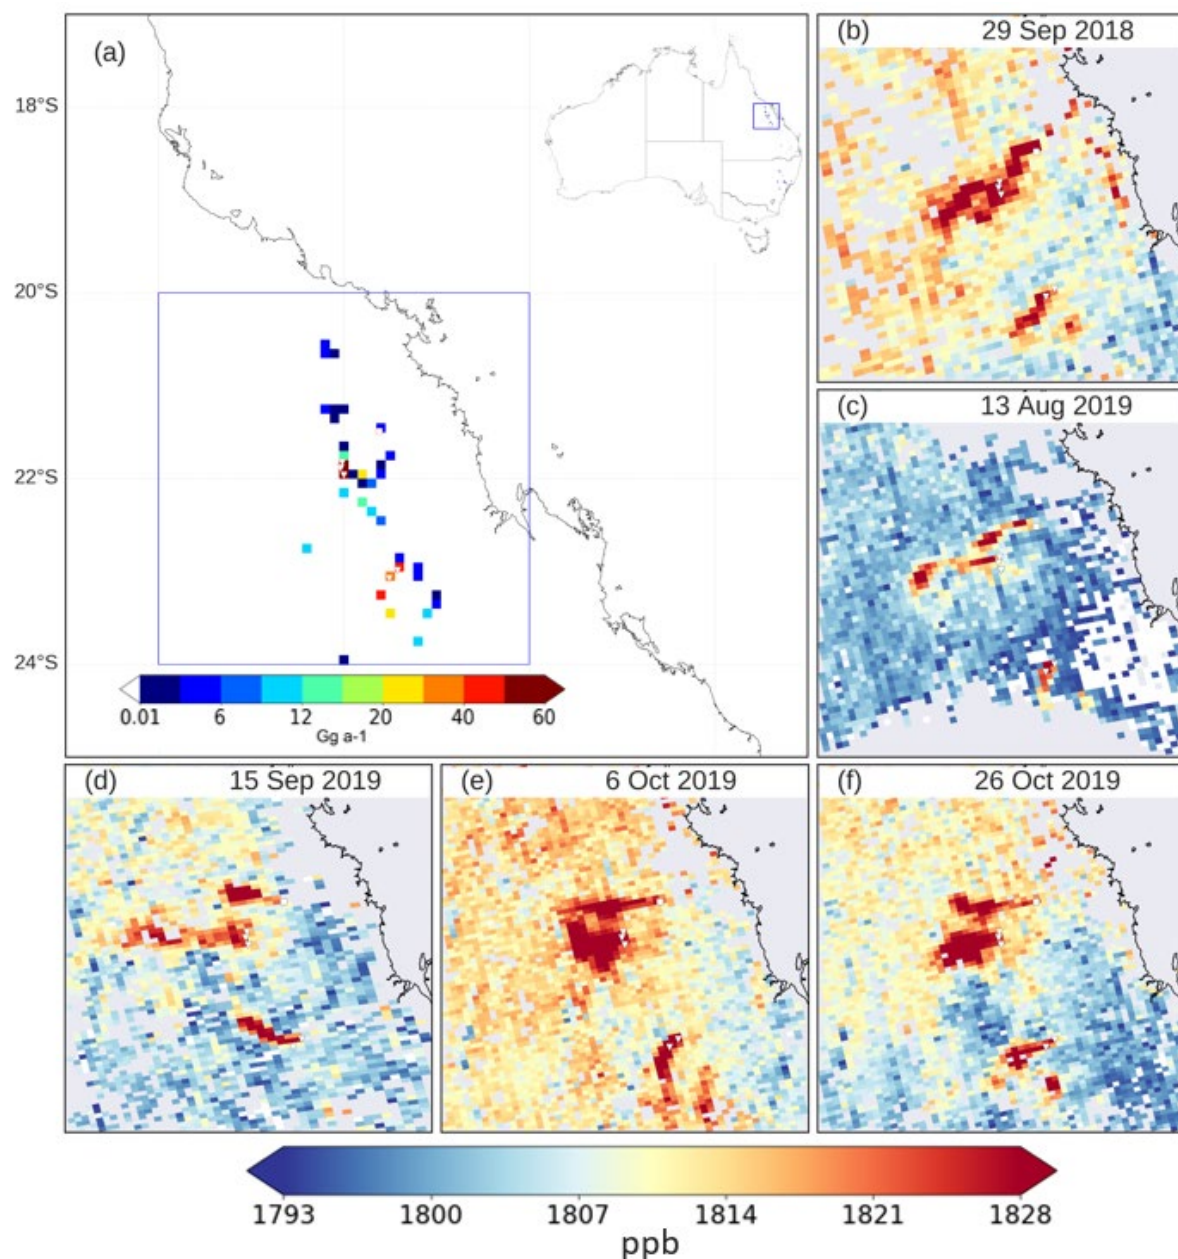 (a)
18°S
20°S
22°S
24°S
0.01 6 12 20 40 60
Gg a-1
(b) 29 Sep 2018
(c) 13 Aug 2019
(d) 15 Sep 2019
(e) 6 Oct 2019
(f) 26 Oct 2019
1793 1800 1807 1814 1821 1828
ppb